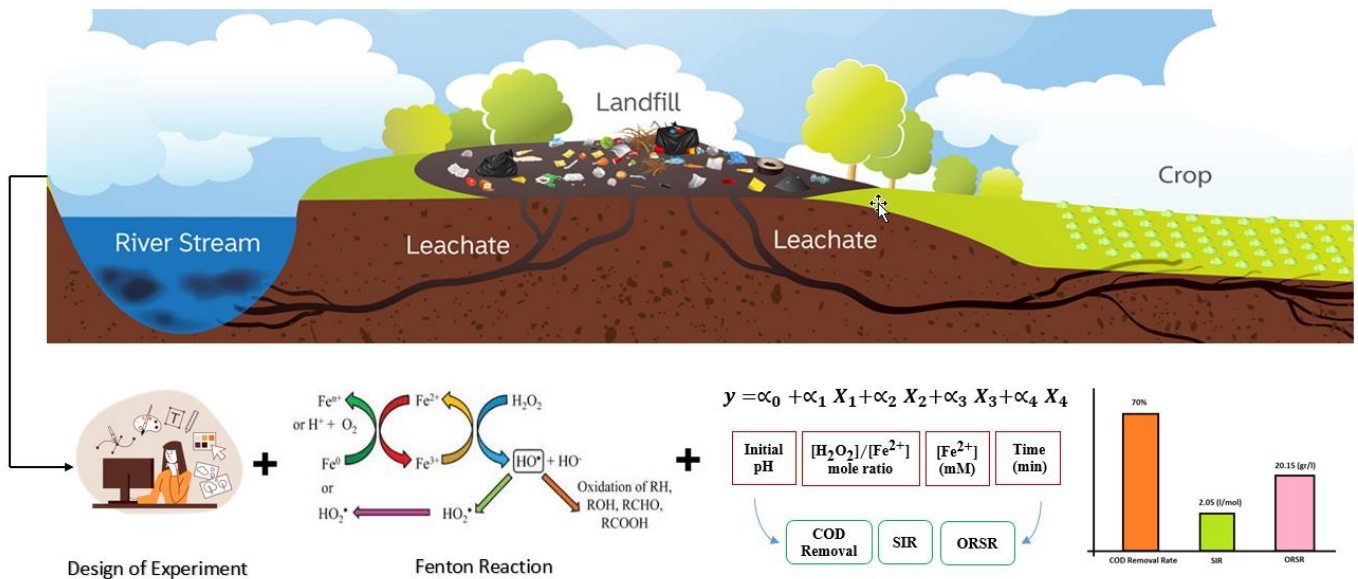 Landfill
Crop
River Stream
Leachate
Leachate
T
Design of Experiment
+
Feⁿ⁺
Fe²⁺
H₂O₂
or H⁺ + O₂
Fe⁰
Fe³⁺
HO• + HO⁻
or
HO₂•
HO₂•
Oxidation of RH,
ROH, RCHO,
RCOOH
Fenton Reaction
+
y =∝₀ +∝₁ X₁+∝₂ X₂+∝₃ X₃+∝₄ X₄
Initial
pH
[H₂O₂]/[Fe²⁺]
mole ratio
[Fe²⁺]
(mM)
Time
(min)
COD
Removal
SIR
ORSR
70%
2.05 (l/mol)
20.15 (gr/l)
COD Removal Rate
SIR
ORSR